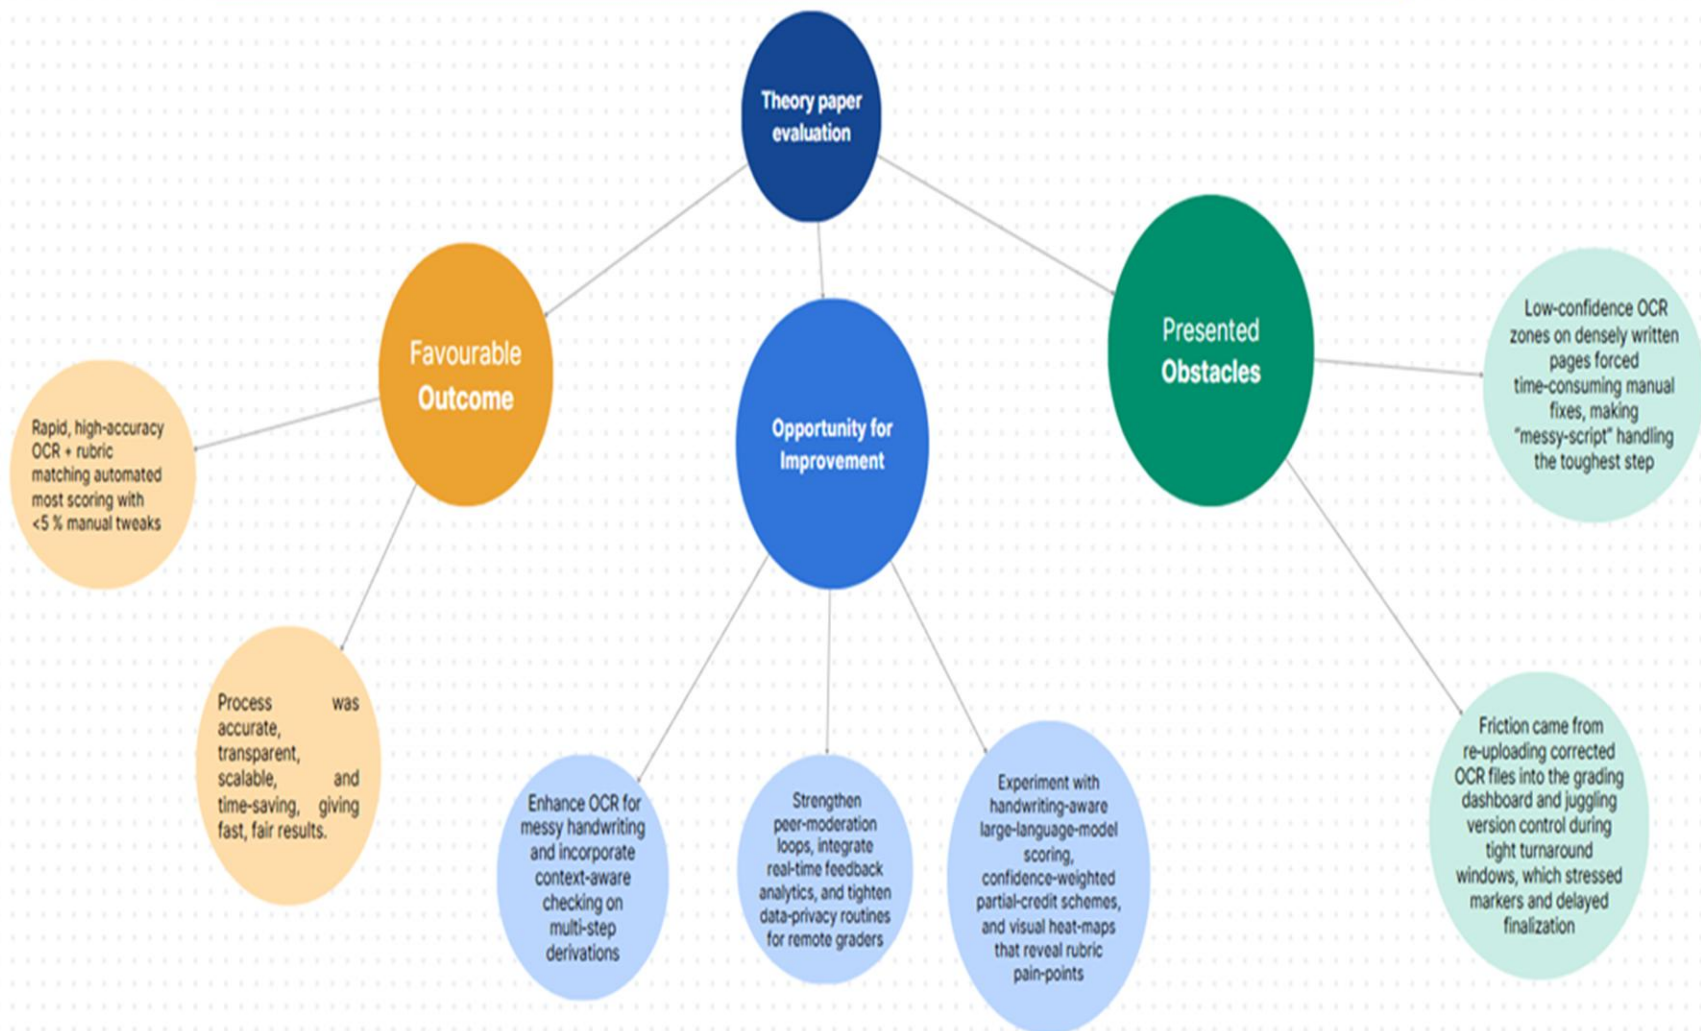 Theory paper
evaluation
Favourable
Outcome
Opportunity for
Improvement
Presented
Obstacles
Rapid, high-accuracy
OCR + rubric
matching automated
most scoring with
<5 % manual tweaks
Process was
accurate,
transparent,
scalable, and
time-saving, giving
fast, fair results.
Enhance OCR for
messy handwriting
and incorporate
context-aware
checking on
multi-step
derivations
Strengthen
peer-moderation
loops, integrate
real-time feedback
analytics, and tighten
data-privacy routines
for remote graders
Experiment with
handwriting-aware
large-language-model
scoring,
confidence-weighted
partial-credit schemes,
and visual heat-maps
that reveal rubric
pain-points
Low-confidence OCR
zones on densely written
pages forced
time-consuming manual
fixes, making
"messy-script" handling
the toughest step
Friction came from
re-uploading corrected
OCR files into the grading
dashboard and juggling
version control during
tight turnaround
windows, which stressed
markers and delayed
finalization